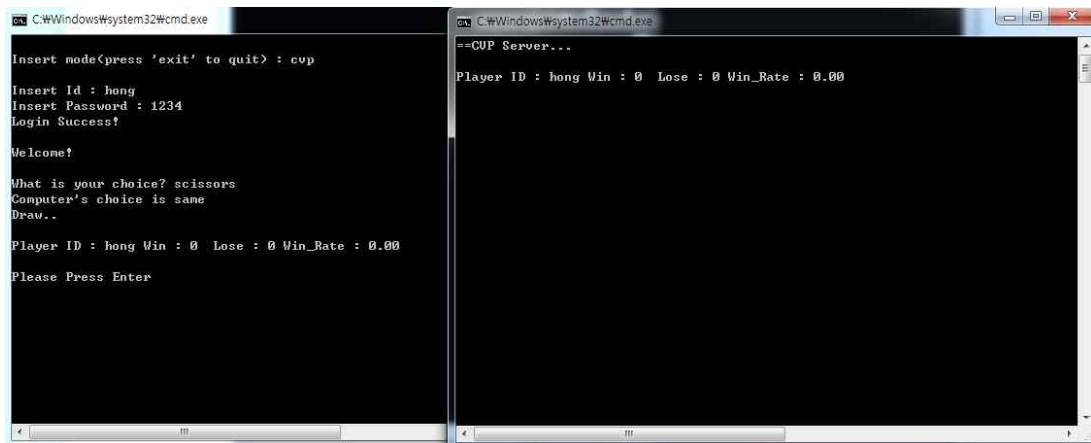 C:₩Windows₩system32₩cmd.exe
Insert mode(press 'exit' to quit) : cvp
Insert Id : hong
Insert Password : 1234
Login Success!
Welcome!
What is your choice? scissors
Computer's choice is same
Draw..
Player ID : hong Win : 0 Lose : 0 Win_Rate : 0.00
Please Press Enter
C:₩Windows₩system32₩cmd.exe
==CVP Server...
Player ID : hong Win : 0 Lose : 0 Win_Rate : 0.00